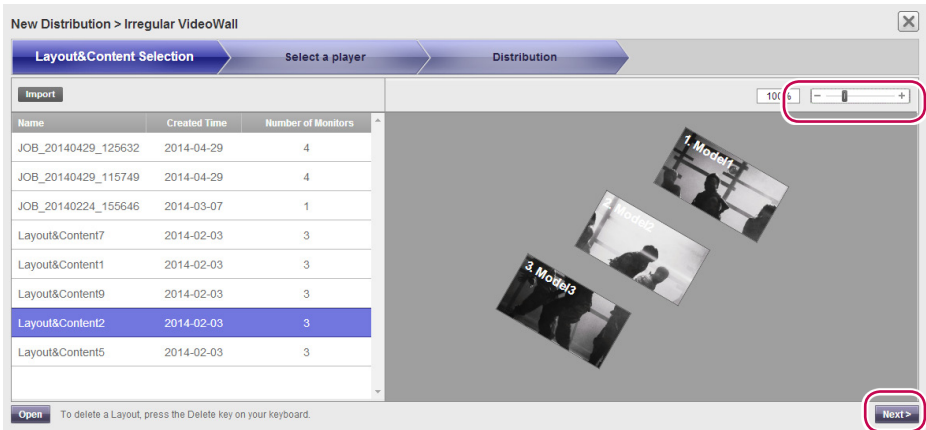 New Distribution > Irregular VideoWall
Layout&Content Selection Select a player Distribution
Import 100% - +
Name Created Time Number of Monitors
JOB_20140429_125632 2014-04-29 4
JOB_20140429_115749 2014-04-29 4
JOB_20140224_155646 2014-03-07 1
Layout&Content7 2014-02-03 3
Layout&Content1 2014-02-03 3
Layout&Content9 2014-02-03 3
Layout&Content2 2014-02-03 3
Layout&Content5 2014-02-03 3
1. Model1
2. Model2
3. Model3
Open To delete a Layout, press the Delete key on your keyboard. Next >